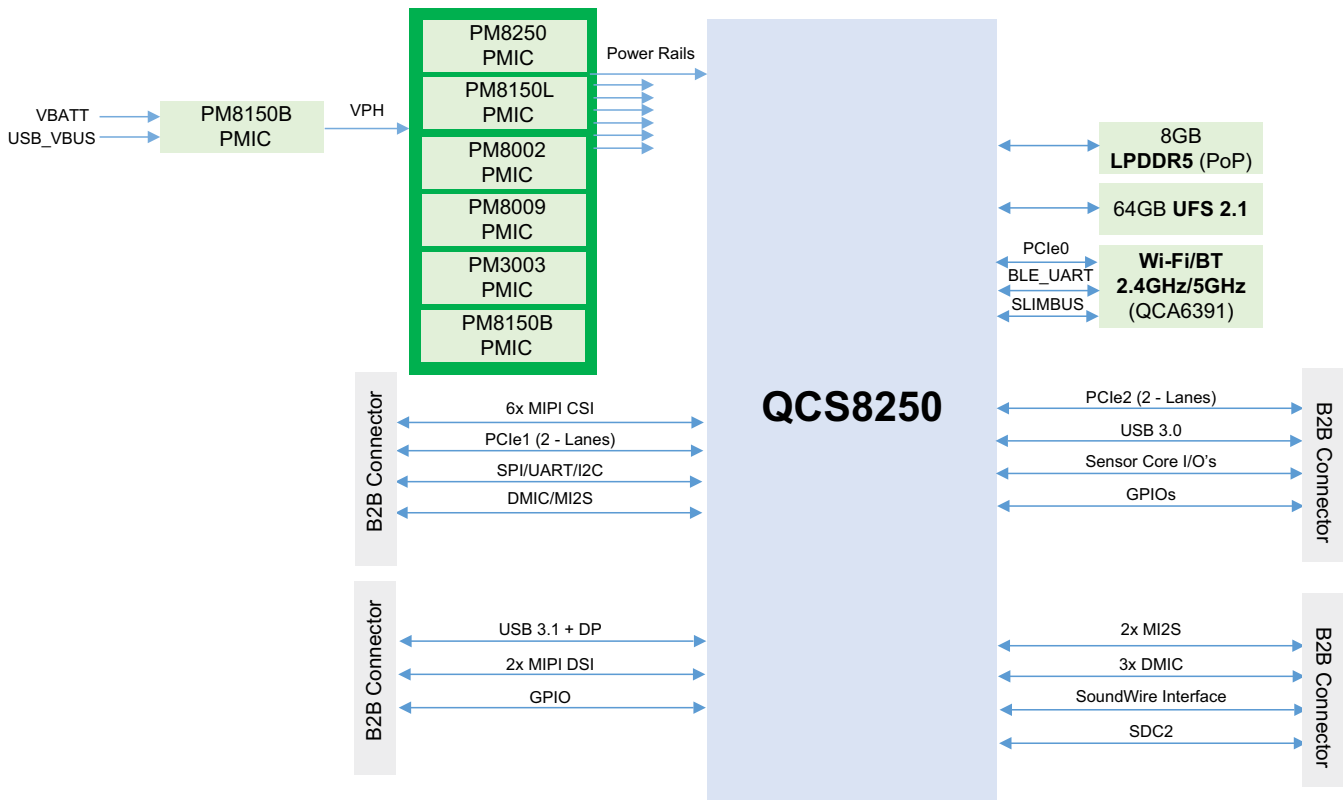 VBATT
USB_VBUS
PM8150B
PMIC
VPH
PM8250
PMIC
PM8150L
PMIC
PM8002
PMIC
PM8009
PMIC
PM3003
PMIC
PM8150B
PMIC
Power Rails
QCS8250
8GB
LPDDR5 (PoP)
64GB UFS 2.1
PCIe0
BLE_UART
SLIMBUS
Wi-Fi/BT
2.4GHz/5GHz
(QCA6391)
B2B Connector
6x MIPI CSI
PCIe1 (2 - Lanes)
SPI/UART/I2C
DMIC/MI2S
PCIe2 (2 - Lanes)
USB 3.0
Sensor Core I/O's
GPIOs
B2B Connector
B2B Connector
USB 3.1 + DP
2x MIPI DSI
GPIO
2x MI2S
3x DMIC
SoundWire Interface
SDC2
B2B Connector